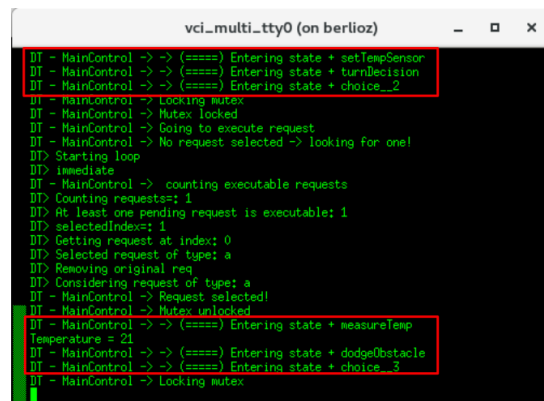 vci_multi_tty0 (on berlioz)
DT - MainControl -> -> (=====) Entering state + setTempSensor
DT - MainControl -> -> (=====) Entering state + turnDecision
DT - MainControl -> -> (=====) Entering state + choice__2
DT - MainControl -> Locking mutex
DT - MainControl -> Mutex locked
DT - MainControl -> Going to execute request
DT - MainControl -> No request selected -> looking for one!
DT> Starting loop
DT> immediate
DT - MainControl ->  counting executable requests
DT> Counting requests=: 1
DT> At least one pending request is executable: 1
DT> selectedIndex=: 1
DT> Getting request at index: 0
DT> Selected request of type: a
DT> Removing original req
DT> Considering request of type: a
DT - MainControl -> Request selected!
DT - MainControl -> Mutex unlocked
DT - MainControl -> -> (=====) Entering state + measureTemp
Temperature = 21
DT - MainControl -> -> (=====) Entering state + dodgeObstacle
DT - MainControl -> -> (=====) Entering state + choice__3
DT - MainControl -> Locking mutex